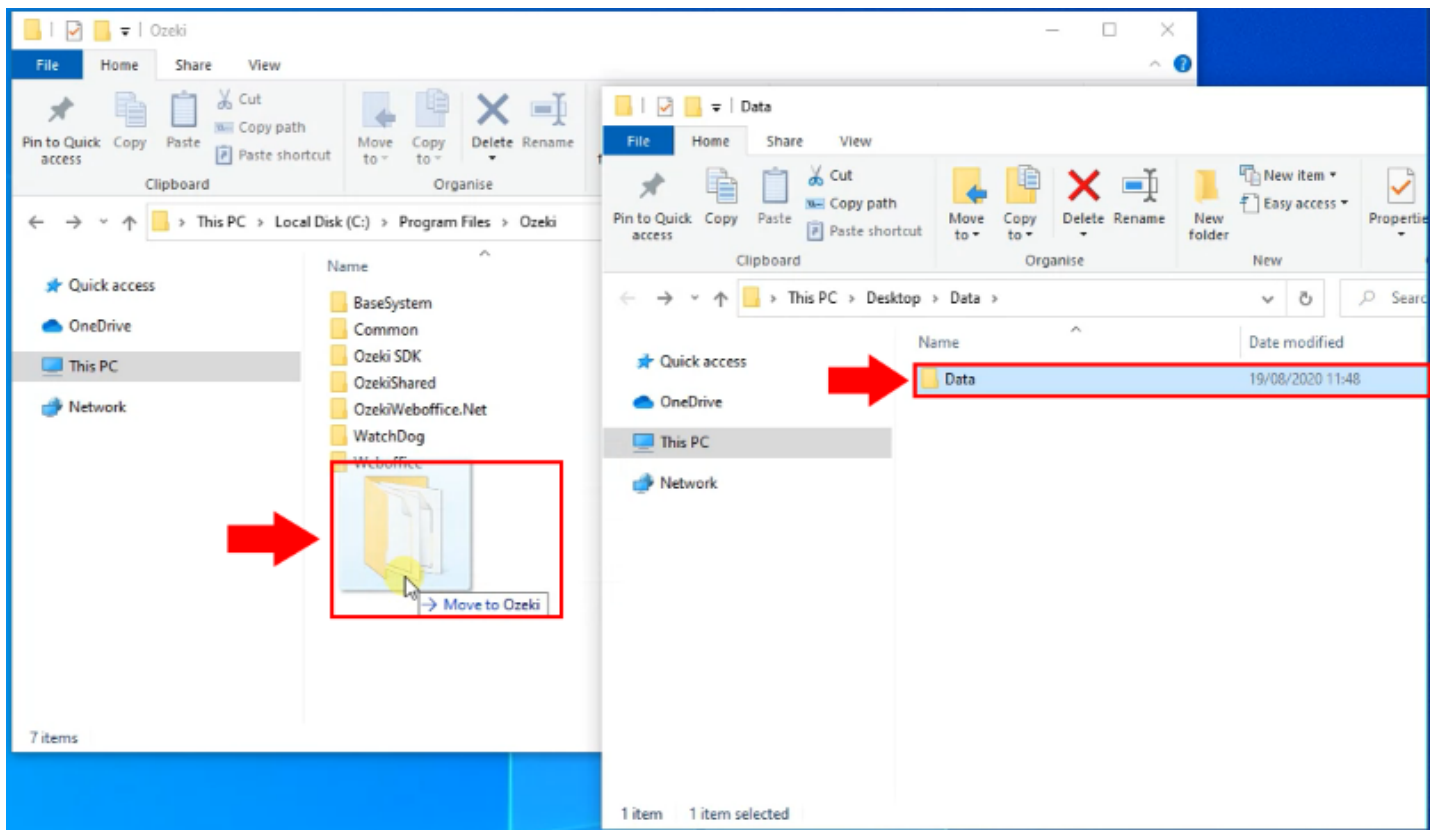 Ozeki
File Home Share View
Pin to Quick access
Copy
Paste
Cut
Copy path
Paste shortcut
Move to
Copy to
Delete
Rename
Clipboard
Organise
This PC > Local Disk (C:) > Program Files > Ozeki
Quick access
OneDrive
This PC
Network
Name
BaseSystem
Common
Ozeki SDK
OzekiShared
OzekiWeboffice.Net
WatchDog
Weboffice
→ Move to Ozeki
7 items
Data
File Home Share View
Pin to Quick access
Copy
Paste
Cut
Copy path
Paste shortcut
Move to
Copy to
Delete
Rename
New folder
New item
Easy access
Clipboard
Organise
New
This PC > Desktop > Data >
Quick access
OneDrive
This PC
Network
Name Date modified
Data 19/08/2020 11:48
1 item 1 item selected